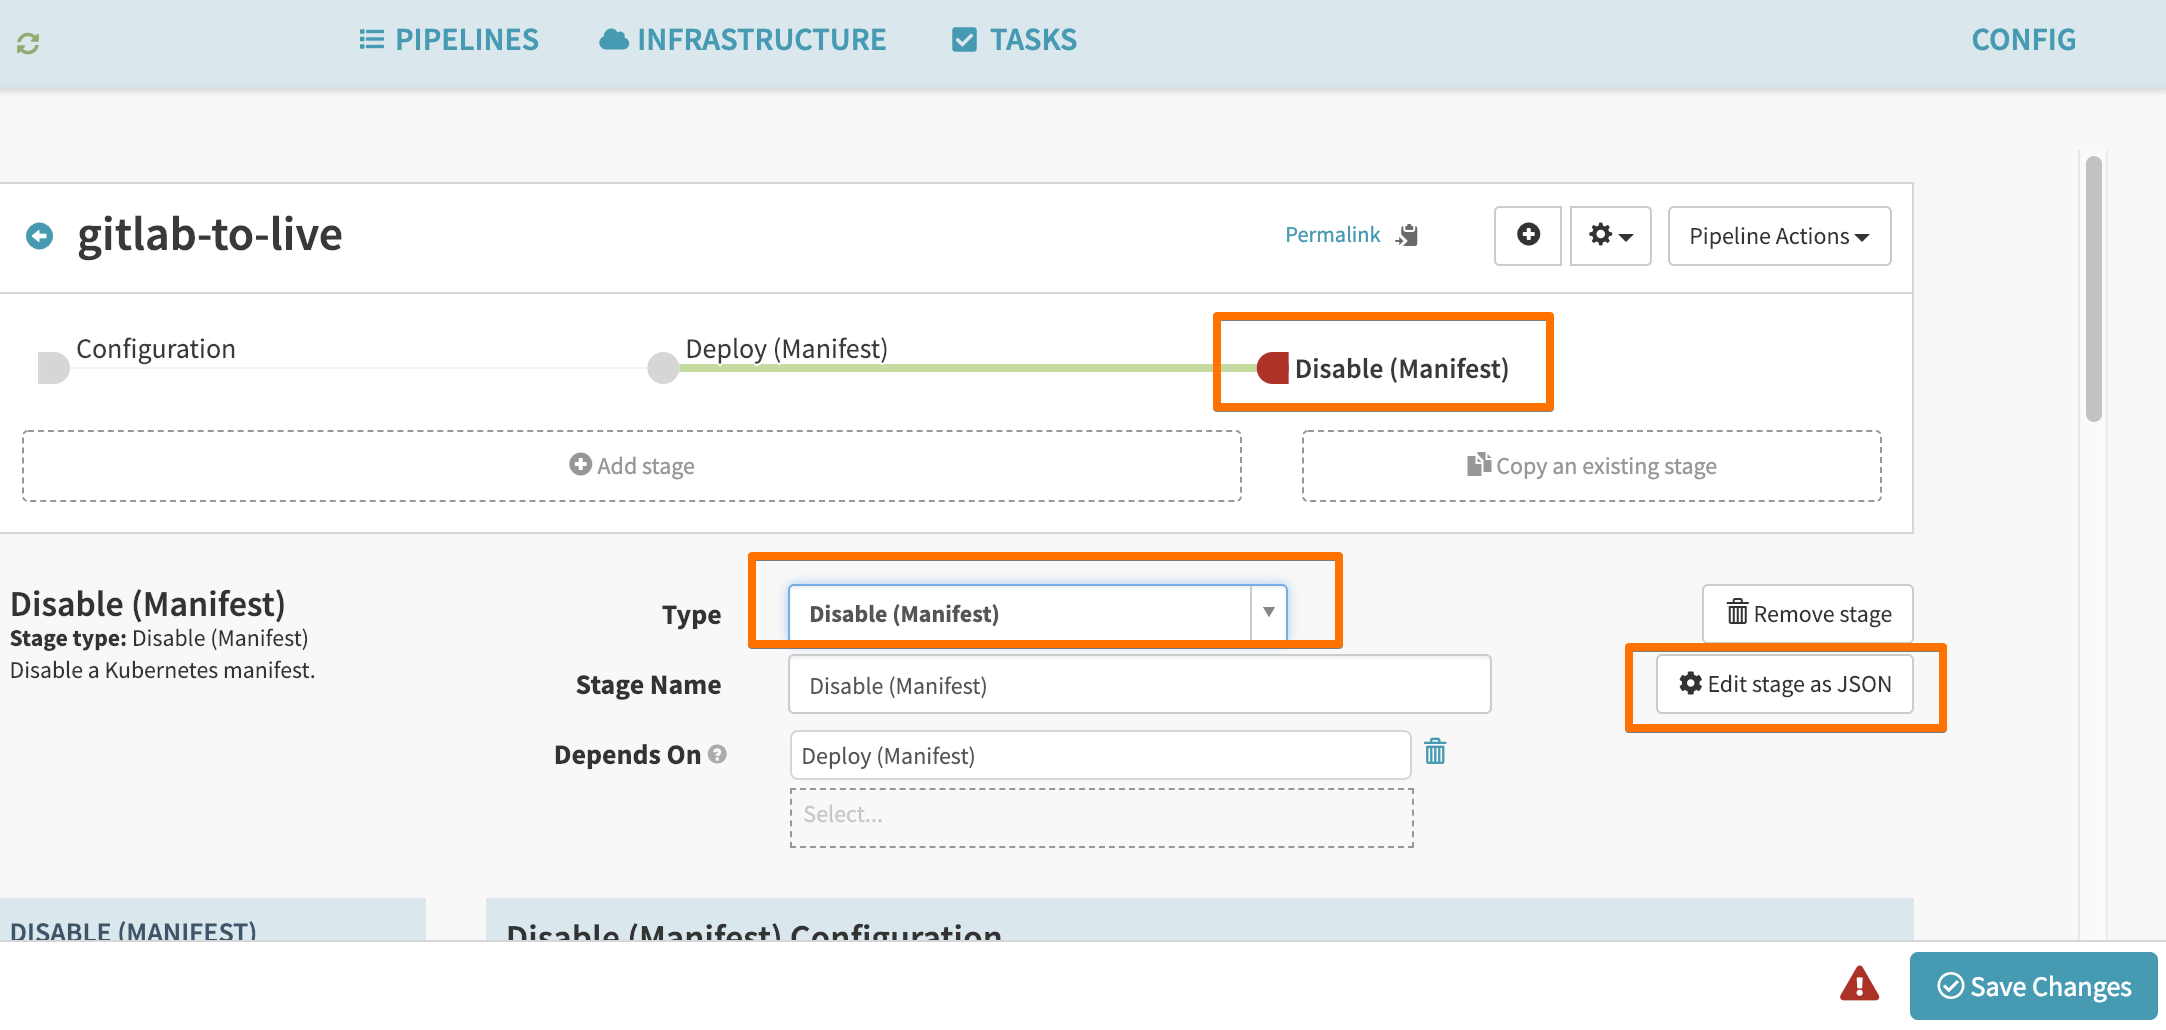 PIPELINES INFRASTRUCTURE TASKS CONFIG
gitlab-to-live Permalink Pipeline Actions
Configuration Deploy (Manifest) Disable (Manifest)
Add stage Copy an existing stage
Disable (Manifest) Type Disable (Manifest) Remove stage
Stage type: Disable (Manifest)
Disable a Kubernetes manifest.
Stage Name Disable (Manifest) Edit stage as JSON
Depends On Deploy (Manifest)
Select...
DISABLE (MANIFEST) Disable (Manifest) Configuration
Save Changes